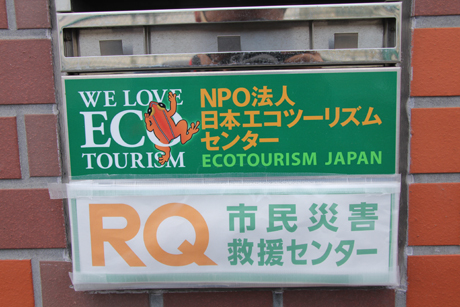 WE LOVE
ECO
TOURISM
NPO法人
日本エコツーリズム
センター
ECOTOURISM JAPAN
RQ
市民災害
救援センター